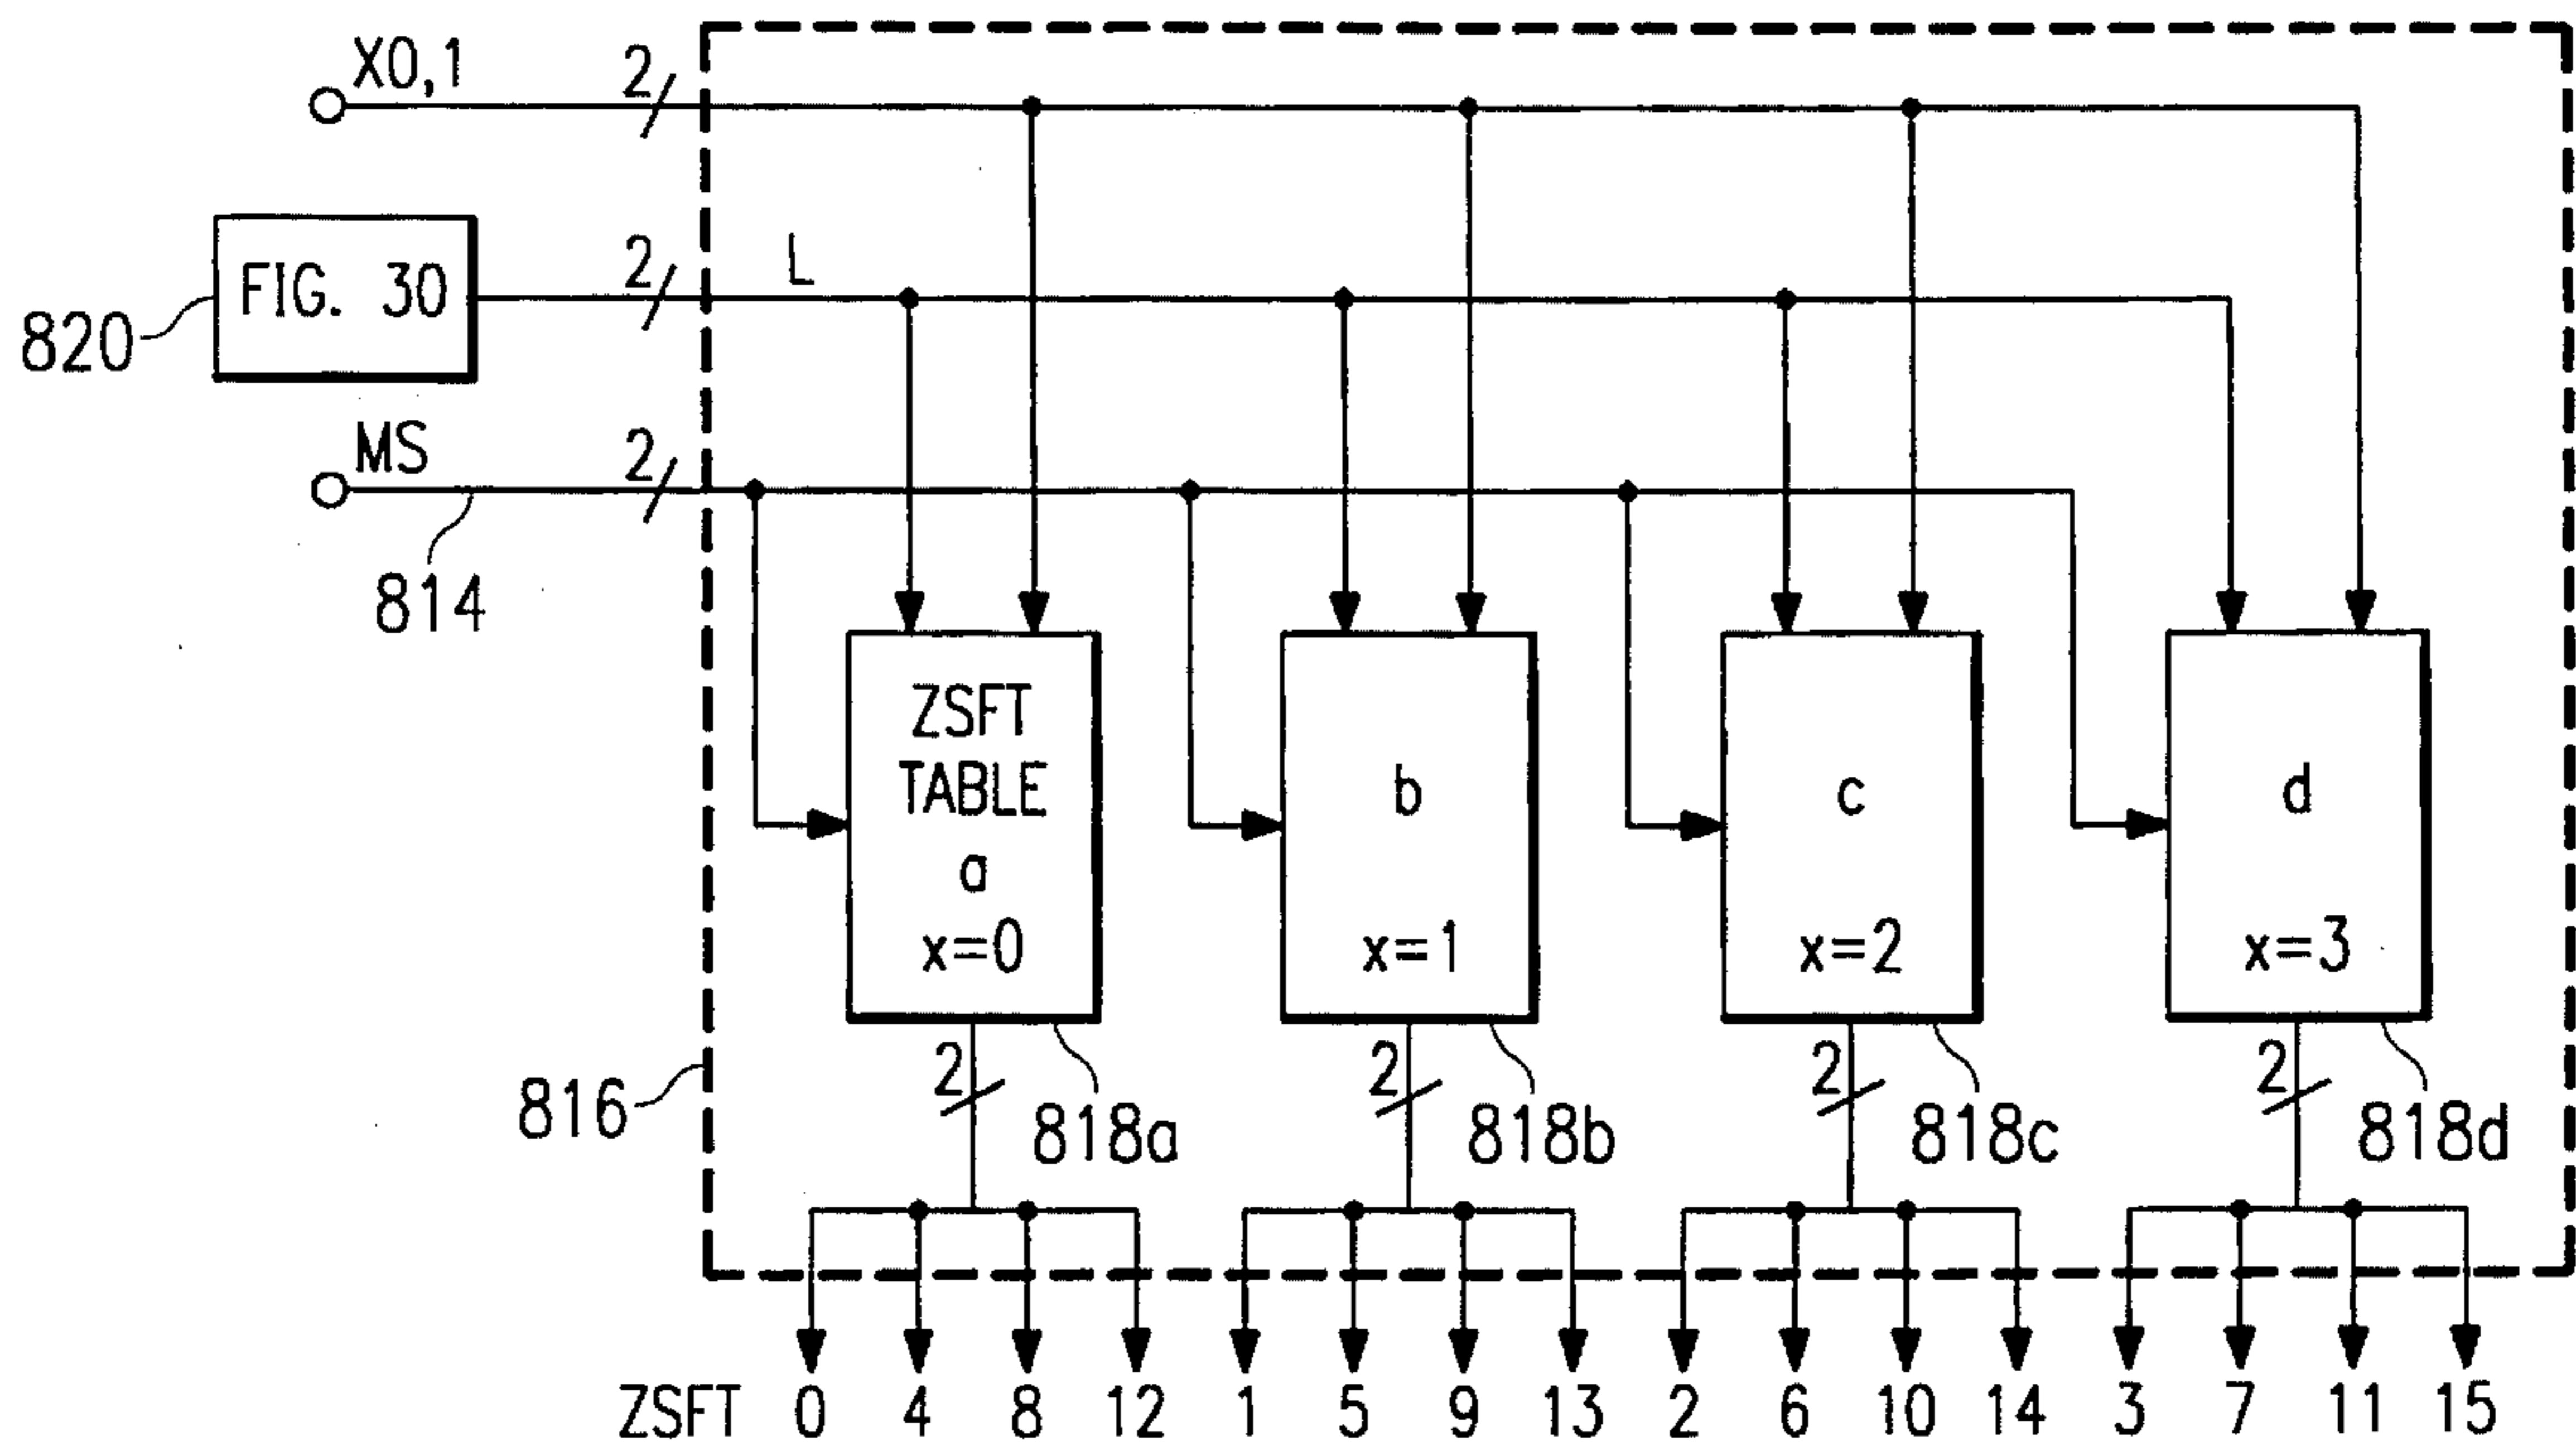 X0,1
2
FIG. 30
2
L
820
MS
2
814
ZSFT
TABLE
a
x=0
b
x=1
c
x=2
d
x=3
2
2
2
2
816
818a
818b
818c
818d
ZSFT 0 4 8 12 1 5 9 13 2 6 10 14 3 7 11 15